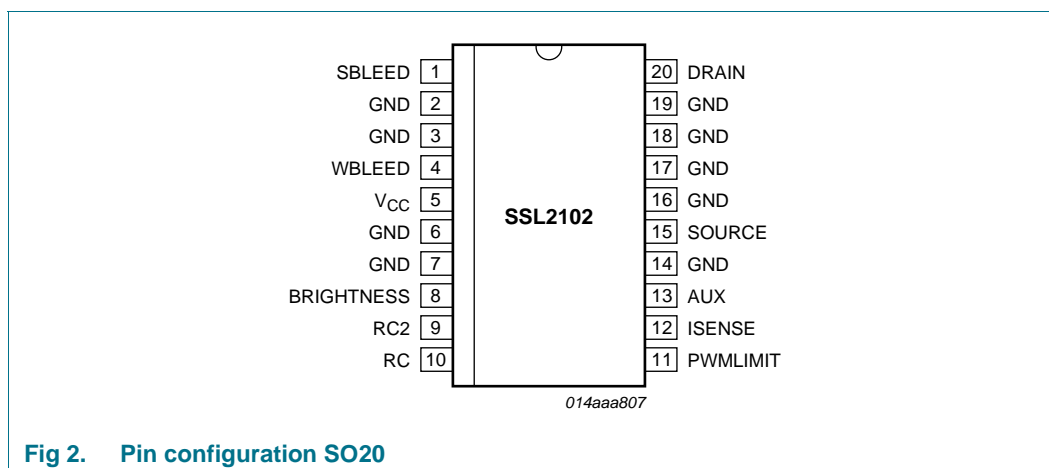 SBLEED 1
GND 2
GND 3
WBLEED 4
VCC 5
GND 6
GND 7
BRIGHTNESS 8
RC2 9
RC 10
SSL2102
20 DRAIN
19 GND
18 GND
17 GND
16 GND
15 SOURCE
14 GND
13 AUX
12 ISENSE
11 PWMLIMIT
014aaa807
Fig 2. Pin configuration SO20